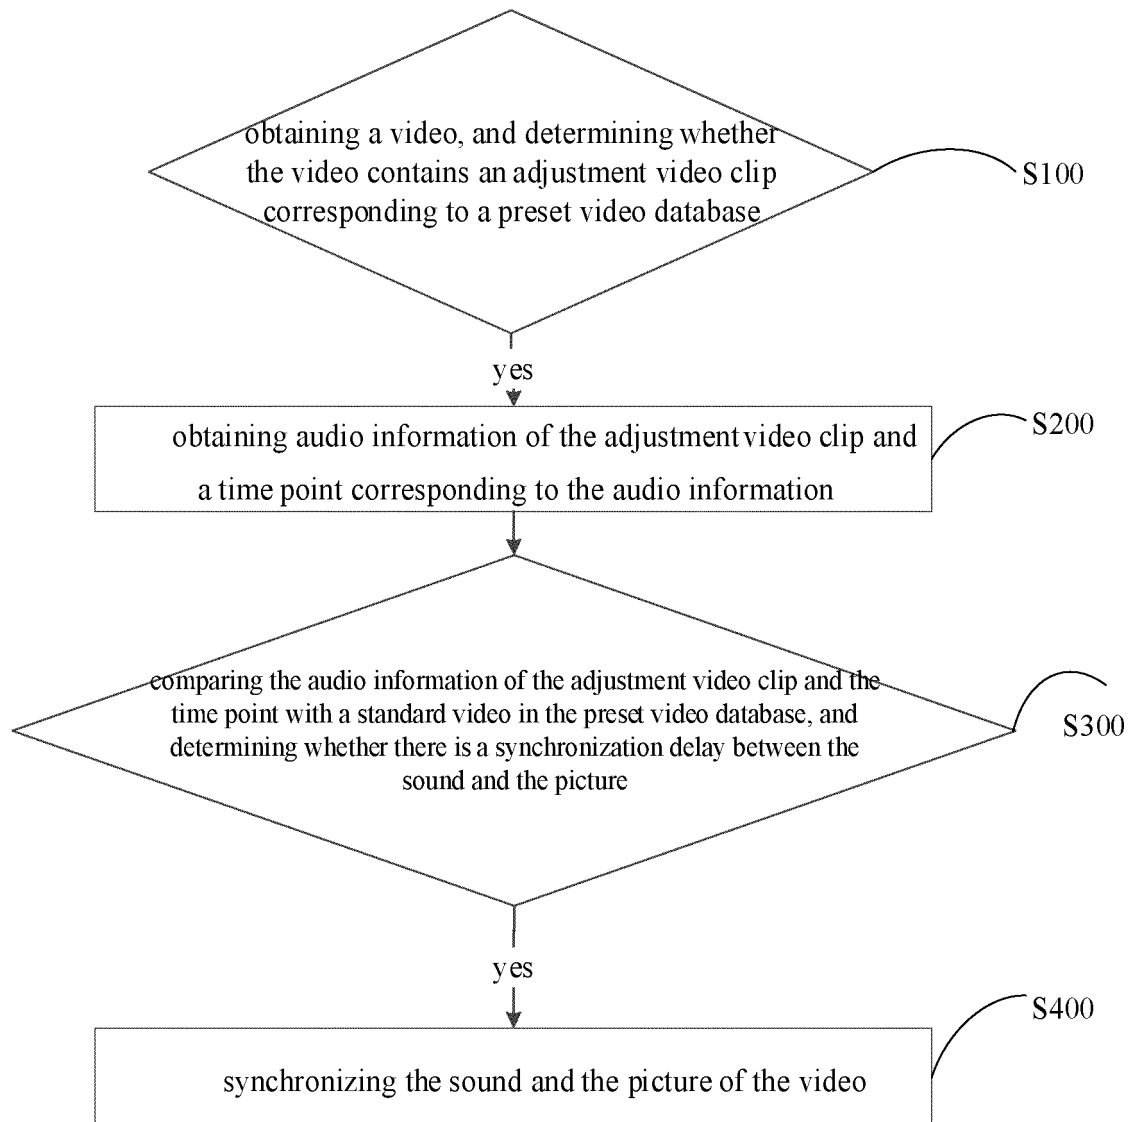 obtaining a video, and determining whether
the video contains an adjustment video clip
corresponding to a preset video database
S100
yes
obtaining audio information of the adjustment video clip and
a time point corresponding to the audio information
S200
comparing the audio information of the adjustment video clip and the
time point with a standard video in the preset video database, and
determining whether there is a synchronization delay between the
sound and the picture
S300
yes
synchronizing the sound and the picture of the video
S400